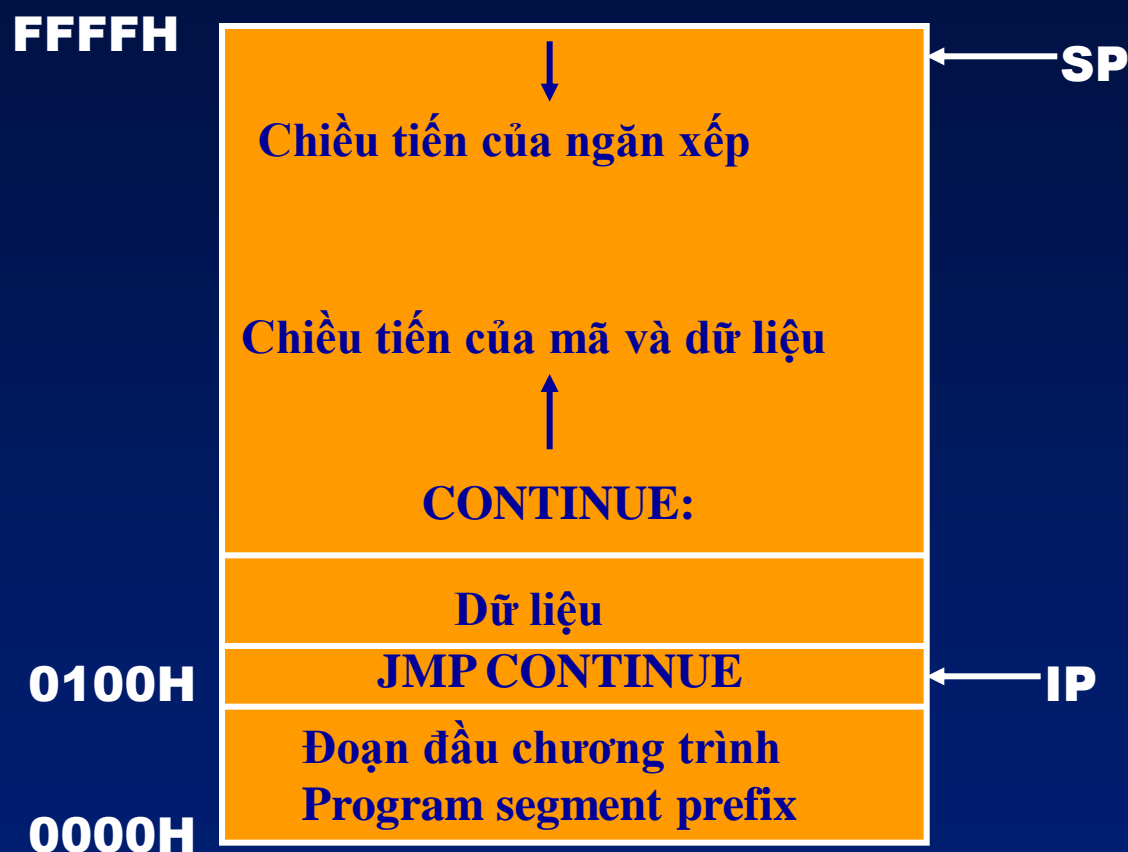 FFFFH
SP
Chiều tiến của ngăn xếp
Chiều tiến của mã và dữ liệu
CONTINUE:
Dữ liệu
0100H
JMP CONTINUE
IP
Đoạn đầu chương trình
Program segment prefix
0000H